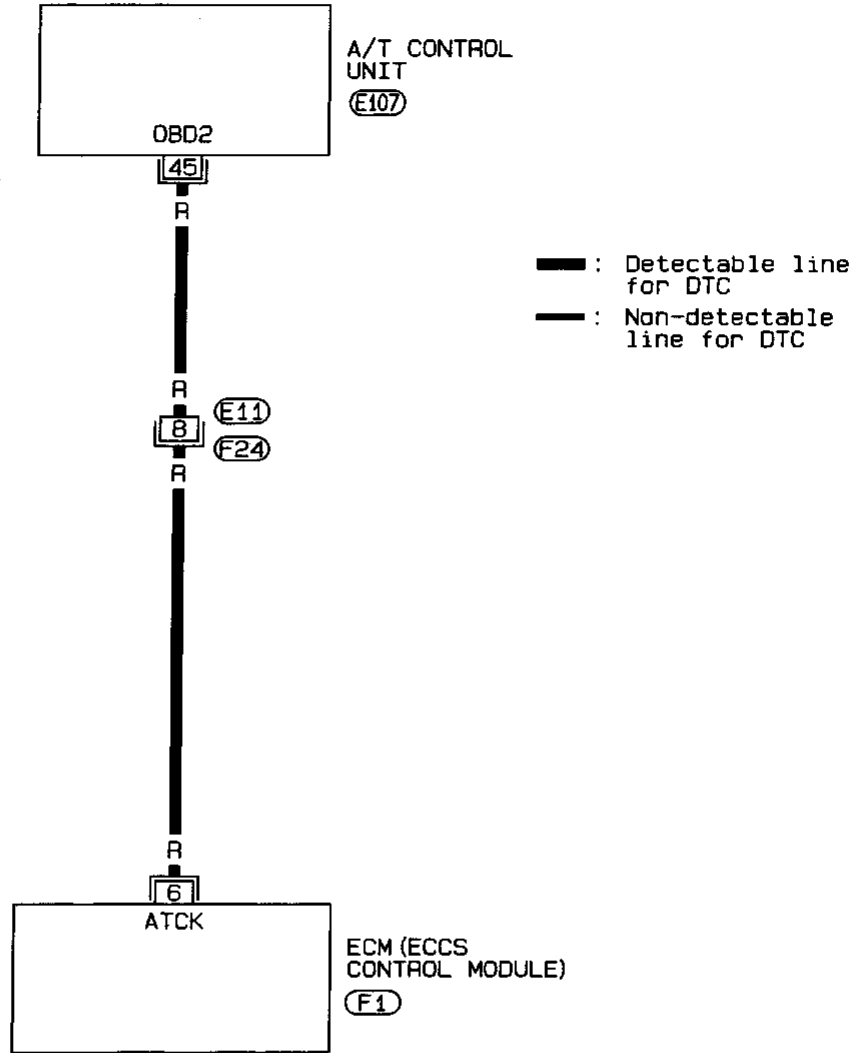 A/T CONTROL
UNIT
E107
OBD2
45
R
: Detectable line
for DTC
: Non-detectable
line for DTC
R
E11
8
F24
R
R
6
ATCK
ECM (ECCS
CONTROL MODULE)
F1